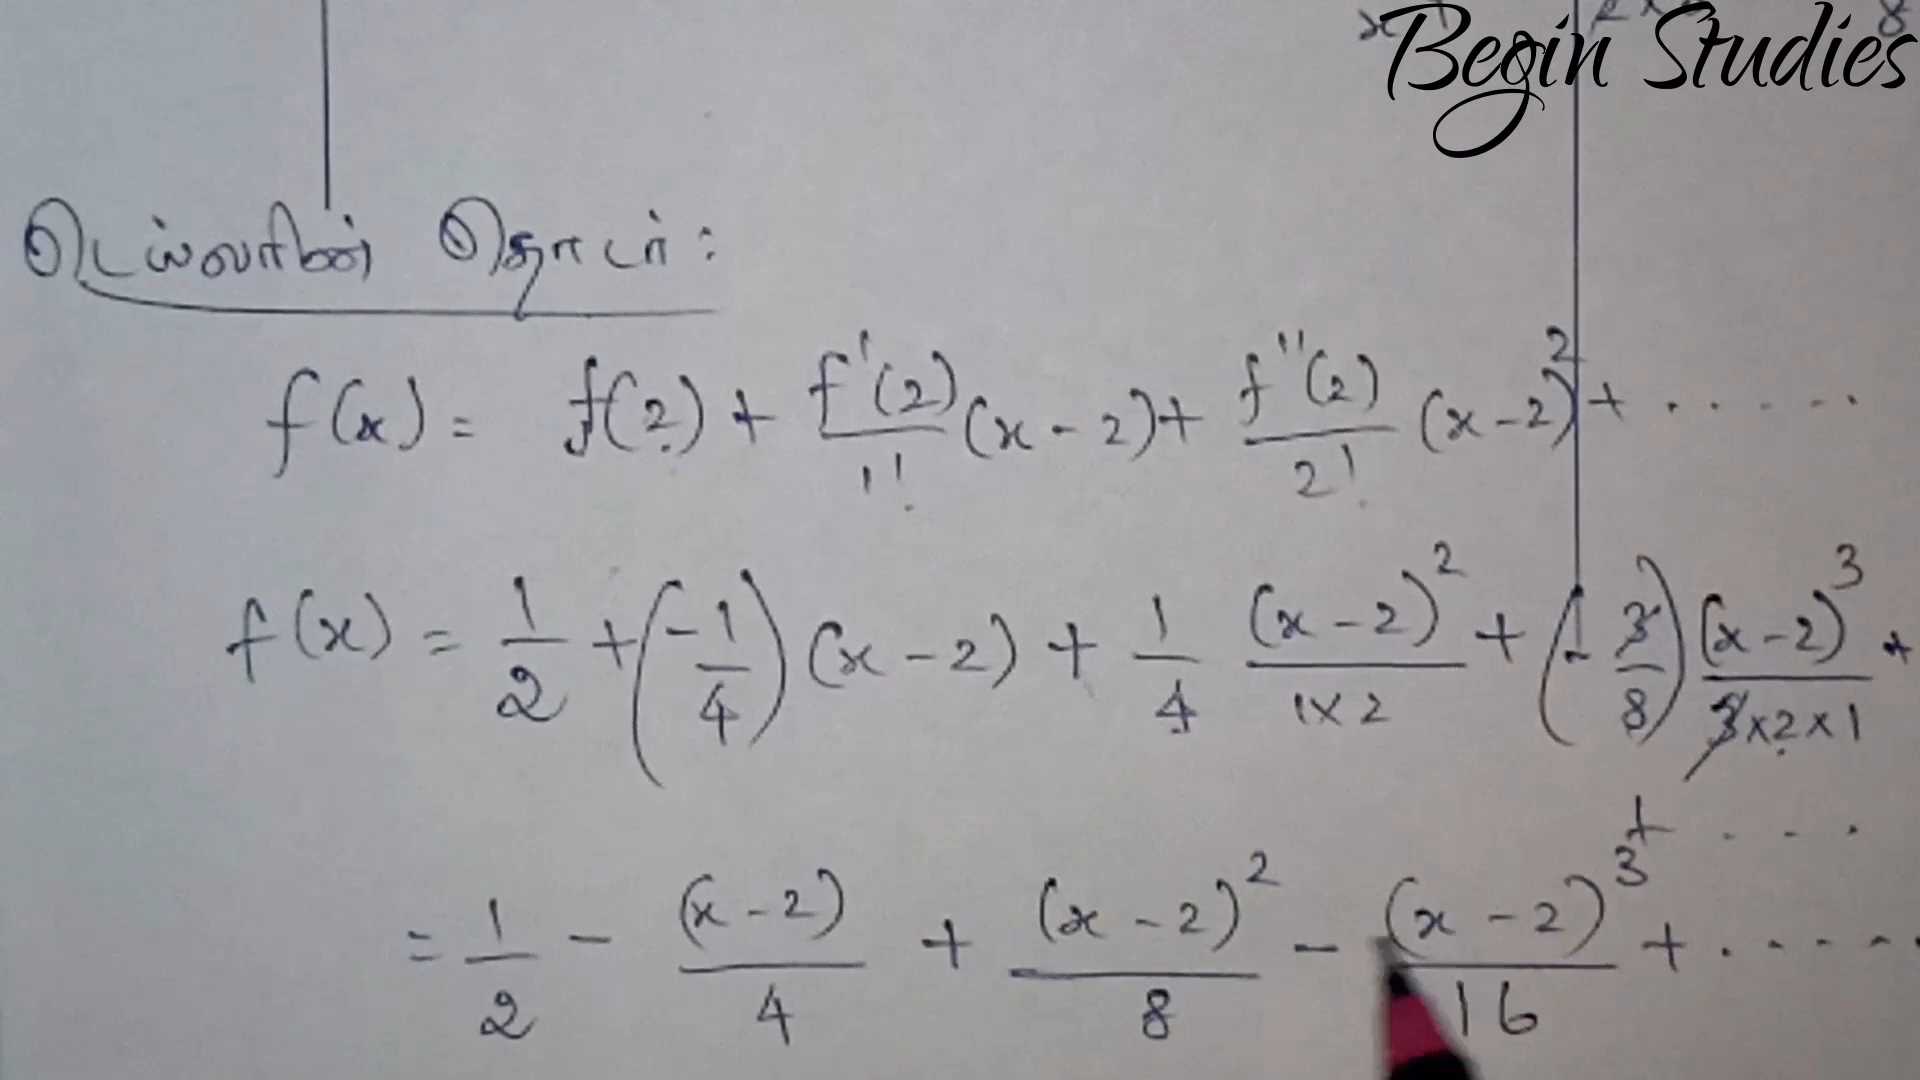 Begin Studies
டெய்லரின் தொடர் :
f(x) = f(2) + f'(2)/1! (x-2) + f''(2)/2! (x-2)² + .....
f(x) = 1/2 + (-1/4) (x-2) + 1/4 (x-2)²/1×2 + (-3/8) (x-2)³/3×2×1 +
+ ...
= 1/2 - (x-2)/4 + (x-2)²/8 - (x-2)³/16 + .....